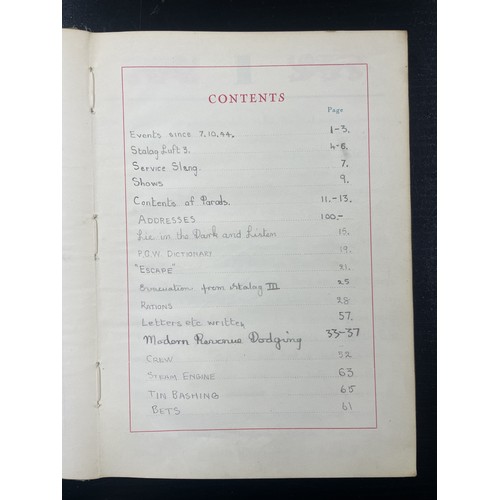 CONTENTS
Page
Events since 7,10,44. 1-3.
Stalag Luft 3. 4-6.
Service Slang. 7.
Shows 9.
Contents of Parcels. 11.-13.
ADDRESSES 100.-
Lie in the Dark and Listen 15.
P.O.W. DICTIONARY 19.
"ESCAPE" 21.
Evacuation from Stalag III 25
RATIONS 28
Letters etc written 57.
Modern Revenue Dodging 33-37
CREW 52
STEAM ENGINE 63
TIN BASHING 65
BETS 61